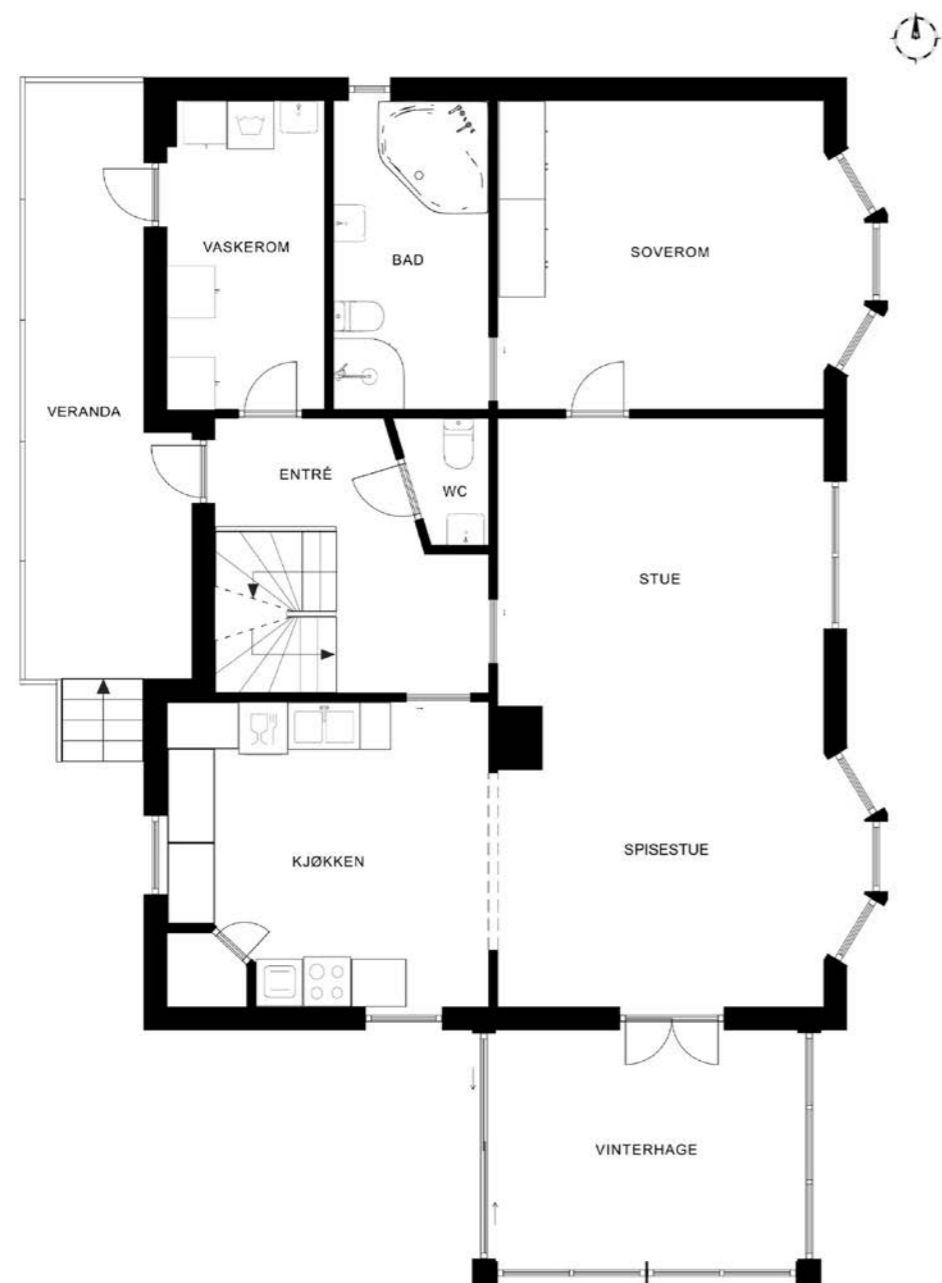 VASKEROM
BAD
SOVEROM
VERANDA
ENTRÉ
WC
STUE
KJØKKEN
SPISESTUE
VINTERHAGE